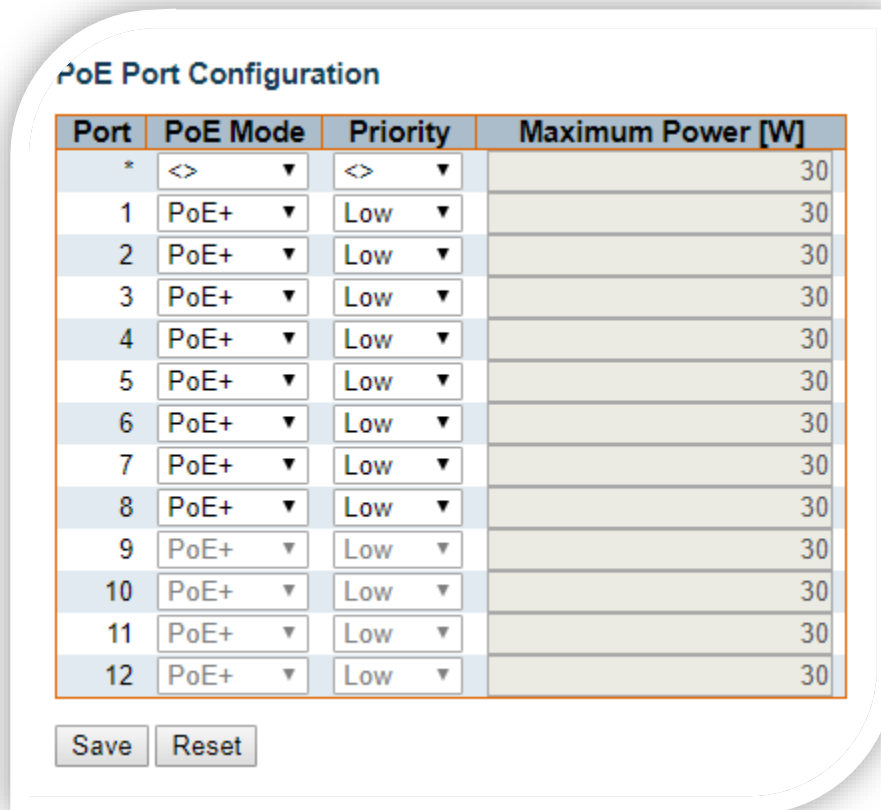 PoE Port Configuration
Port PoE Mode Priority Maximum Power [W]
* <> <> 30
1 PoE+ Low 30
2 PoE+ Low 30
3 PoE+ Low 30
4 PoE+ Low 30
5 PoE+ Low 30
6 PoE+ Low 30
7 PoE+ Low 30
8 PoE+ Low 30
9 PoE+ Low 30
10 PoE+ Low 30
11 PoE+ Low 30
12 PoE+ Low 30
Save Reset